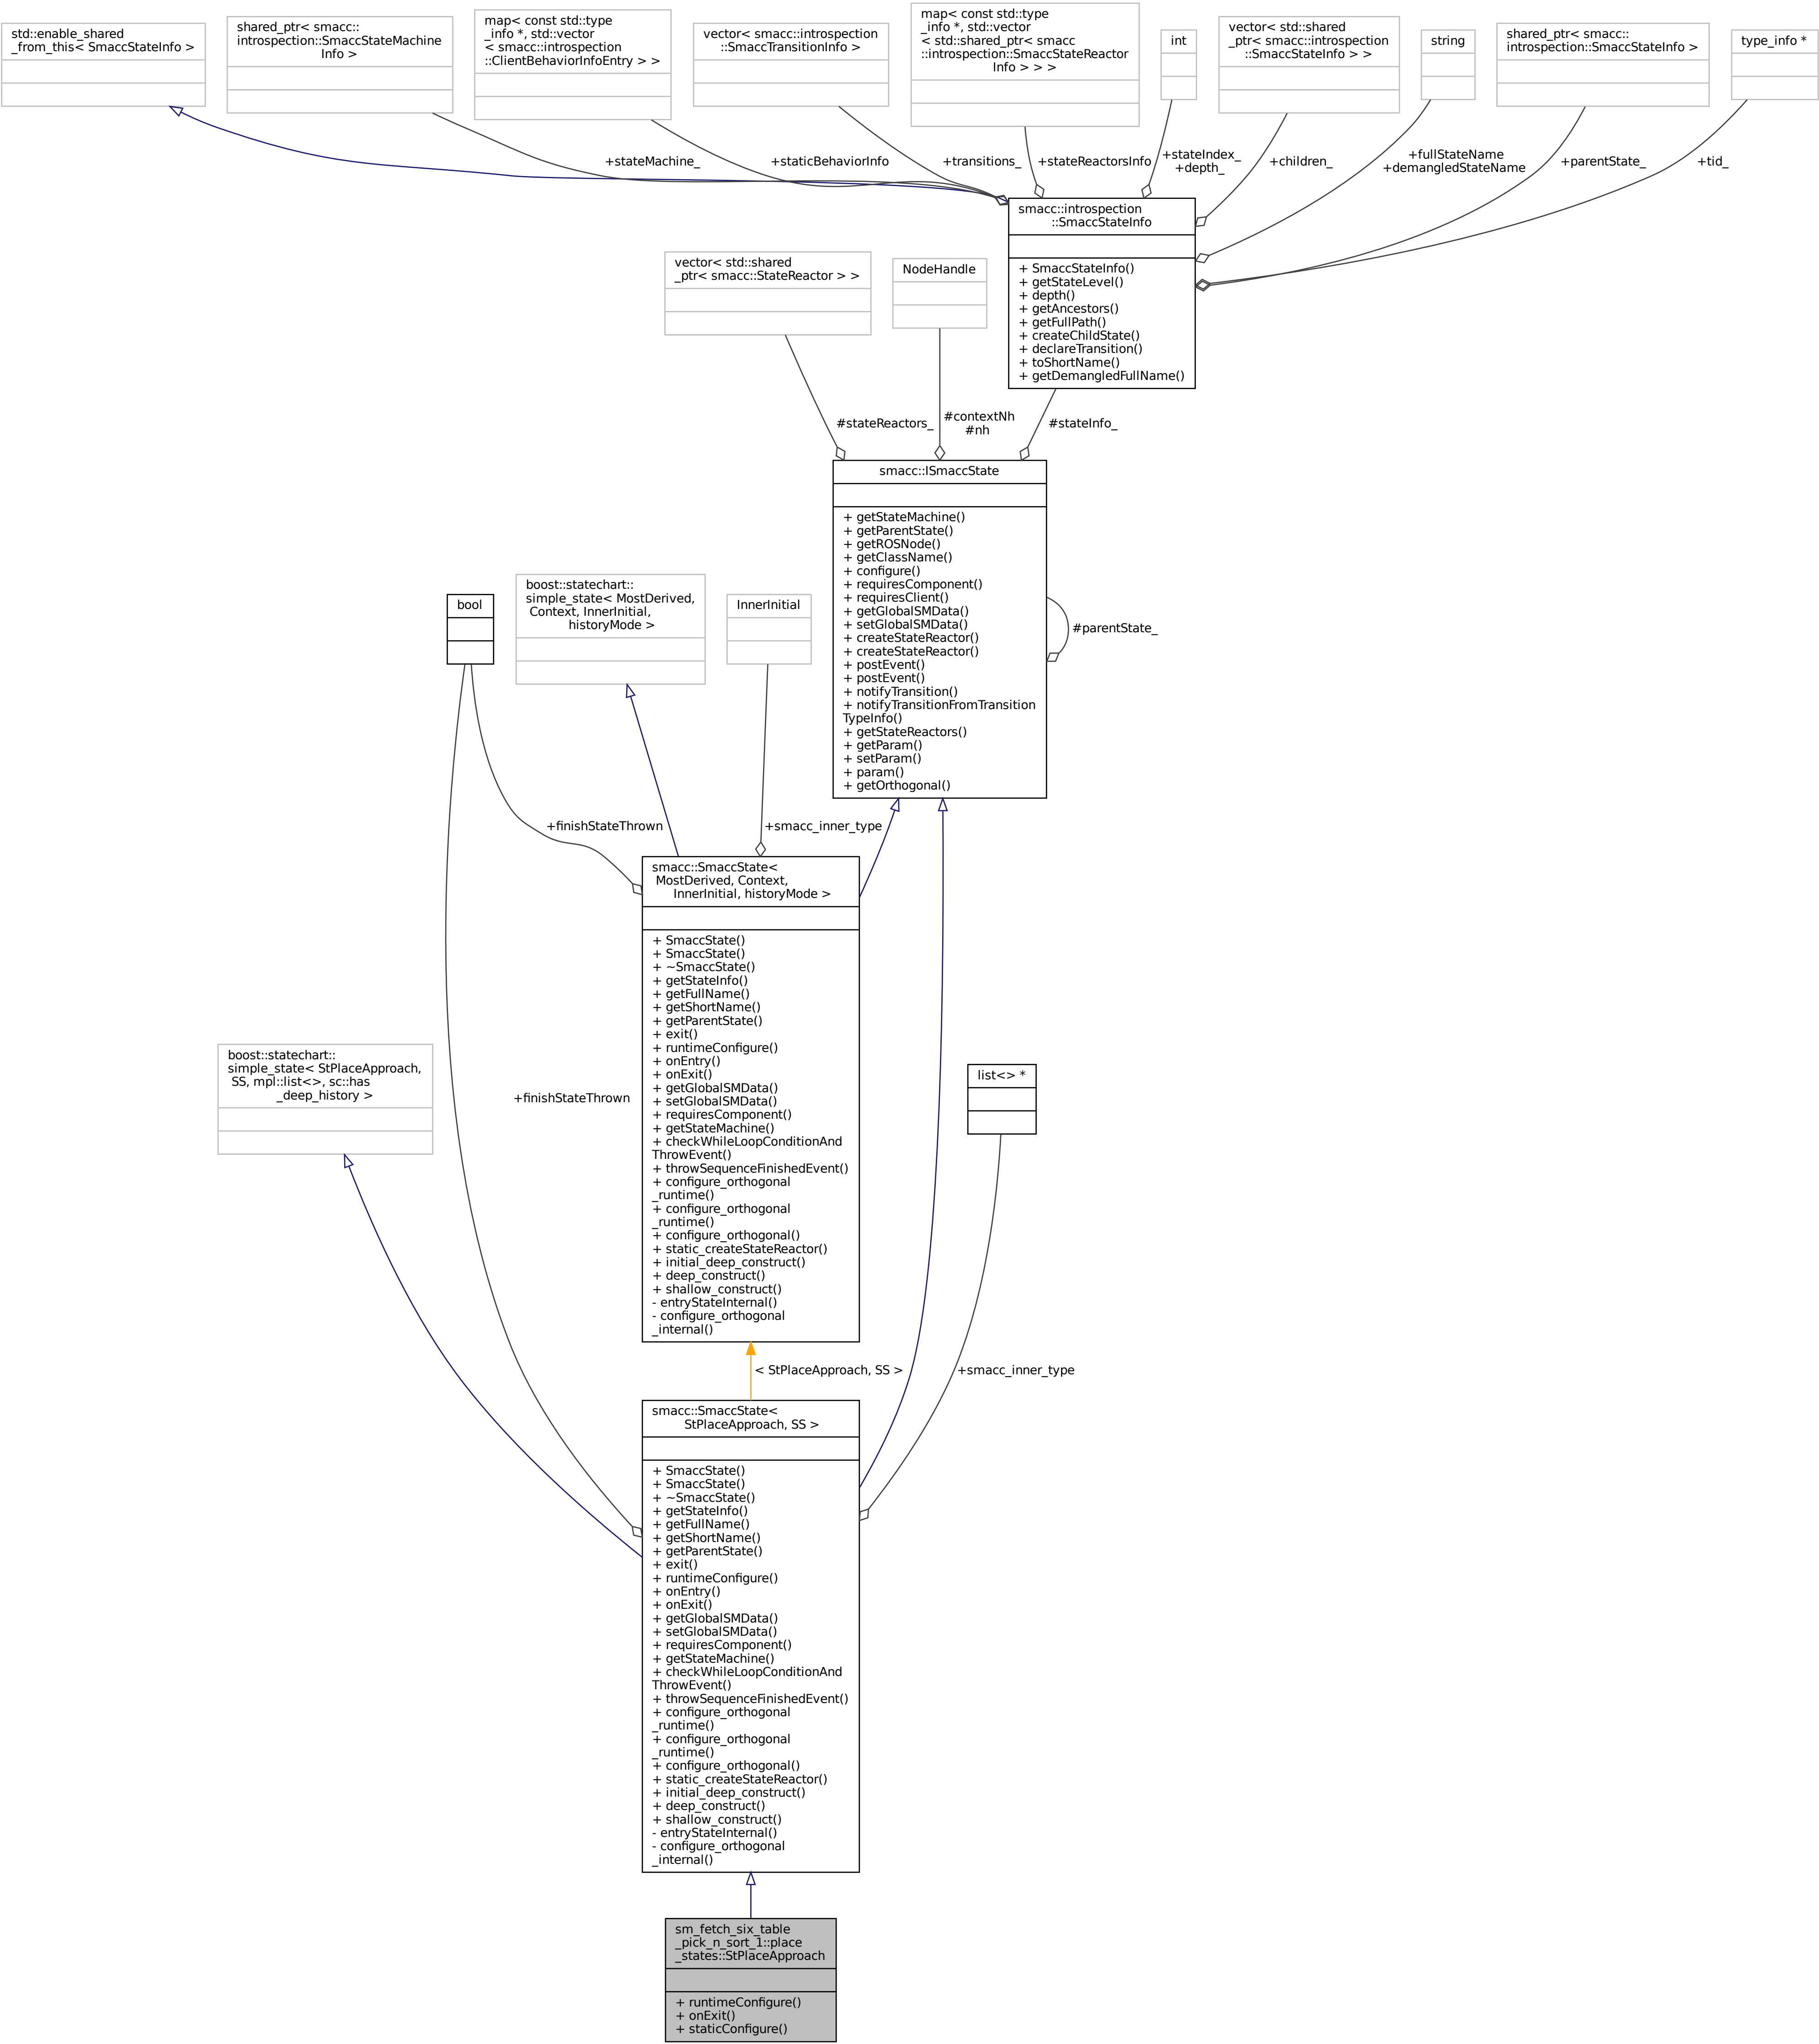 std::enable_shared
_from_this< SmaccStateInfo >
shared_ptr< smacc::
introspection::SmaccStateMachine
Info >
map< const std::type
_info *, std::vector
< smacc::introspection
::ClientBehaviorInfoEntry > >
vector< smacc::introspection
::SmaccTransitionInfo >
map< const std::type
_info *, std::vector
< std::shared_ptr< smacc
::introspection::SmaccStateReactor
Info > > >
int
vector< std::shared
_ptr< smacc::introspection
::SmaccStateInfo > >
string
shared_ptr< smacc::
introspection::SmaccStateInfo >
type_info *
+stateMachine_
+staticBehaviorInfo
+transitions_
+stateReactorsInfo
+stateIndex_
+depth_
+children_
+fullStateName
+demangledStateName
+parentState_
+tid_
smacc::introspection
::SmaccStateInfo
+ SmaccStateInfo()
+ getStateLevel()
+ depth()
+ getAncestors()
+ getFullPath()
+ createChildState()
+ declareTransition()
+ toShortName()
+ getDemangledFullName()
vector< std::shared
_ptr< smacc::StateReactor > >
NodeHandle
#stateReactors_
#contextNh
#nh
#stateInfo_
smacc::ISmaccState
+ getStateMachine()
+ getParentState()
+ getROSNode()
+ getClassName()
+ configure()
+ requiresComponent()
+ requiresClient()
+ getGlobalSMData()
+ setGlobalSMData()
+ createStateReactor()
+ createStateReactor()
+ postEvent()
+ postEvent()
+ notifyTransition()
+ notifyTransitionFromTransition
TypeInfo()
+ getStateReactors()
+ getParam()
+ setParam()
+ param()
+ getOrthogonal()
#parentState_
bool
boost::statechart::
simple_state< MostDerived,
Context, InnerInitial,
historyMode >
InnerInitial
+finishStateThrown
+smacc_inner_type
smacc::SmaccState<
MostDerived, Context,
InnerInitial, historyMode >
+ SmaccState()
+ SmaccState()
+ ~SmaccState()
+ getStateInfo()
+ getFullName()
+ getShortName()
+ getParentState()
+ exit()
+ runtimeConfigure()
+ onEntry()
+ onExit()
+ getGlobalSMData()
+ setGlobalSMData()
+ requiresComponent()
+ getStateMachine()
+ checkWhileLoopConditionAnd
ThrowEvent()
+ throwSequenceFinishedEvent()
+ configure_orthogonal
_runtime()
+ configure_orthogonal
_runtime()
+ configure_orthogonal()
+ static_createStateReactor()
+ initial_deep_construct()
+ deep_construct()
+ shallow_construct()
- entryStateInternal()
- configure_orthogonal
_internal()
boost::statechart::
simple_state< StPlaceApproach,
SS, mpl::list<>, sc::has
_deep_history >
+finishStateThrown
list<> *
< StPlaceApproach, SS >
+smacc_inner_type
smacc::SmaccState<
StPlaceApproach, SS >
+ SmaccState()
+ SmaccState()
+ ~SmaccState()
+ getStateInfo()
+ getFullName()
+ getShortName()
+ getParentState()
+ exit()
+ runtimeConfigure()
+ onEntry()
+ onExit()
+ getGlobalSMData()
+ setGlobalSMData()
+ requiresComponent()
+ getStateMachine()
+ checkWhileLoopConditionAnd
ThrowEvent()
+ throwSequenceFinishedEvent()
+ configure_orthogonal
_runtime()
+ configure_orthogonal
_runtime()
+ configure_orthogonal()
+ static_createStateReactor()
+ initial_deep_construct()
+ deep_construct()
+ shallow_construct()
- entryStateInternal()
- configure_orthogonal
_internal()
sm_fetch_six_table
_pick_n_sort_1::place
_states::StPlaceApproach
+ runtimeConfigure()
+ onExit()
+ staticConfigure()